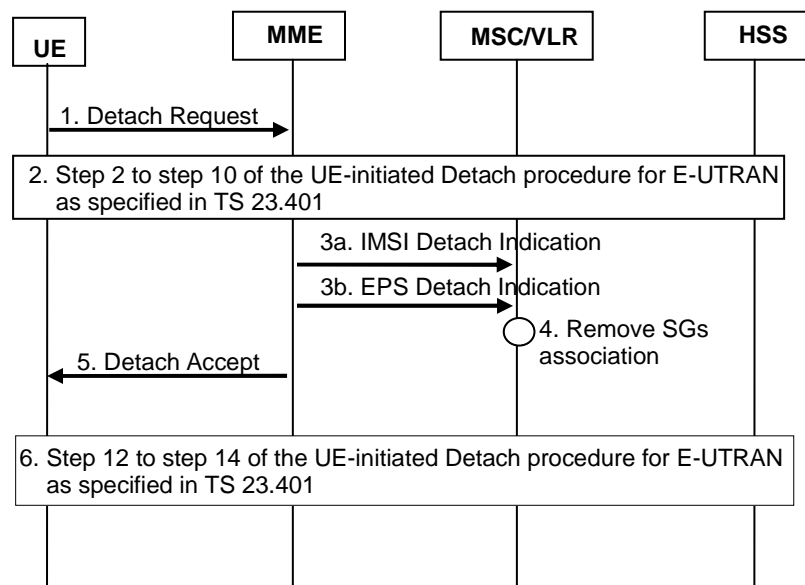 UE
MME
MSC/VLR
HSS
1. Detach Request
2. Step 2 to step 10 of the UE-initiated Detach procedure for E-UTRAN
as specified in TS 23.401
3a. IMSI Detach Indication
3b. EPS Detach Indication
4. Remove SGs
association
5. Detach Accept
6. Step 12 to step 14 of the UE-initiated Detach procedure for E-UTRAN
as specified in TS 23.401